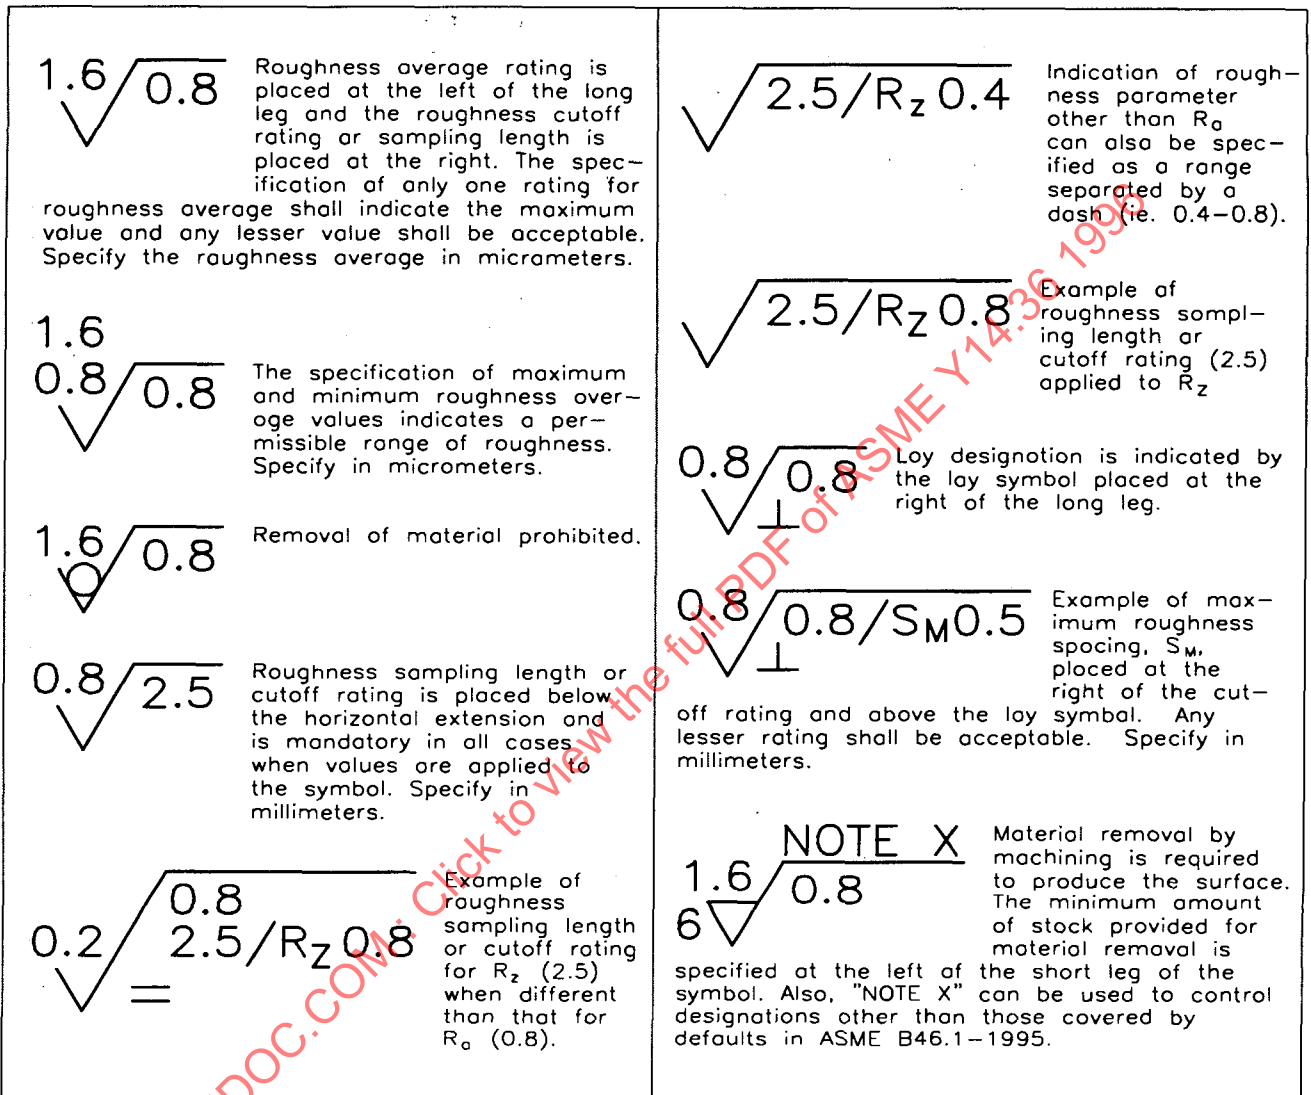 1.6 0.8
Roughness average rating is
placed at the left of the long
leg and the roughness cutoff
rating or sampling length is
placed at the right. The spec-
ification of only one rating for
roughness average shall indicate the maximum
value and any lesser value shall be acceptable.
Specify the roughness average in micrometers.
1.6
0.8 0.8
The specification of maximum
and minimum roughness aver-
age values indicates a per-
missible range of roughness.
Specify in micrometers.
1.6 0.8
Removal of material prohibited.
0.8 2.5
Roughness sampling length or
cutoff rating is placed below
the horizontal extension and
is mandatory in all cases
when values are applied to
the symbol. Specify in
millimeters.
0.8
0.2 2.5/Rz 0.8
=
Example of
roughness
sampling length
or cutoff rating
for Rz (2.5)
when different
than that for
Ra (0.8).
2.5/Rz 0.4
Indication of rough-
ness parameter
other than Ra
can also be spec-
ified as a range
separated by a
dash (ie. 0.4-0.8).
2.5/Rz 0.8
Example of
roughness sampl-
ing length or
cutoff rating (2.5)
applied to Rz
0.8 0.8
⊥
Lay designation is indicated by
the lay symbol placed at the
right of the long leg.
0.8 0.8/SM 0.5
⊥
Example of max-
imum roughness
spacing, SM,
placed at the
right of the cut-
off rating and above the lay symbol. Any
lesser rating shall be acceptable. Specify in
millimeters.
NOTE X
1.6 0.8
6
Material removal by
machining is required
to produce the surface.
The minimum amount
of stock provided for
material removal is
specified at the left of the short leg of the
symbol. Also, "NOTE X" can be used to control
designations other than those covered by
defaults in ASME B46.1-1995.
DOC.COM: Click to view the full PDF of ASME Y14.36 1996